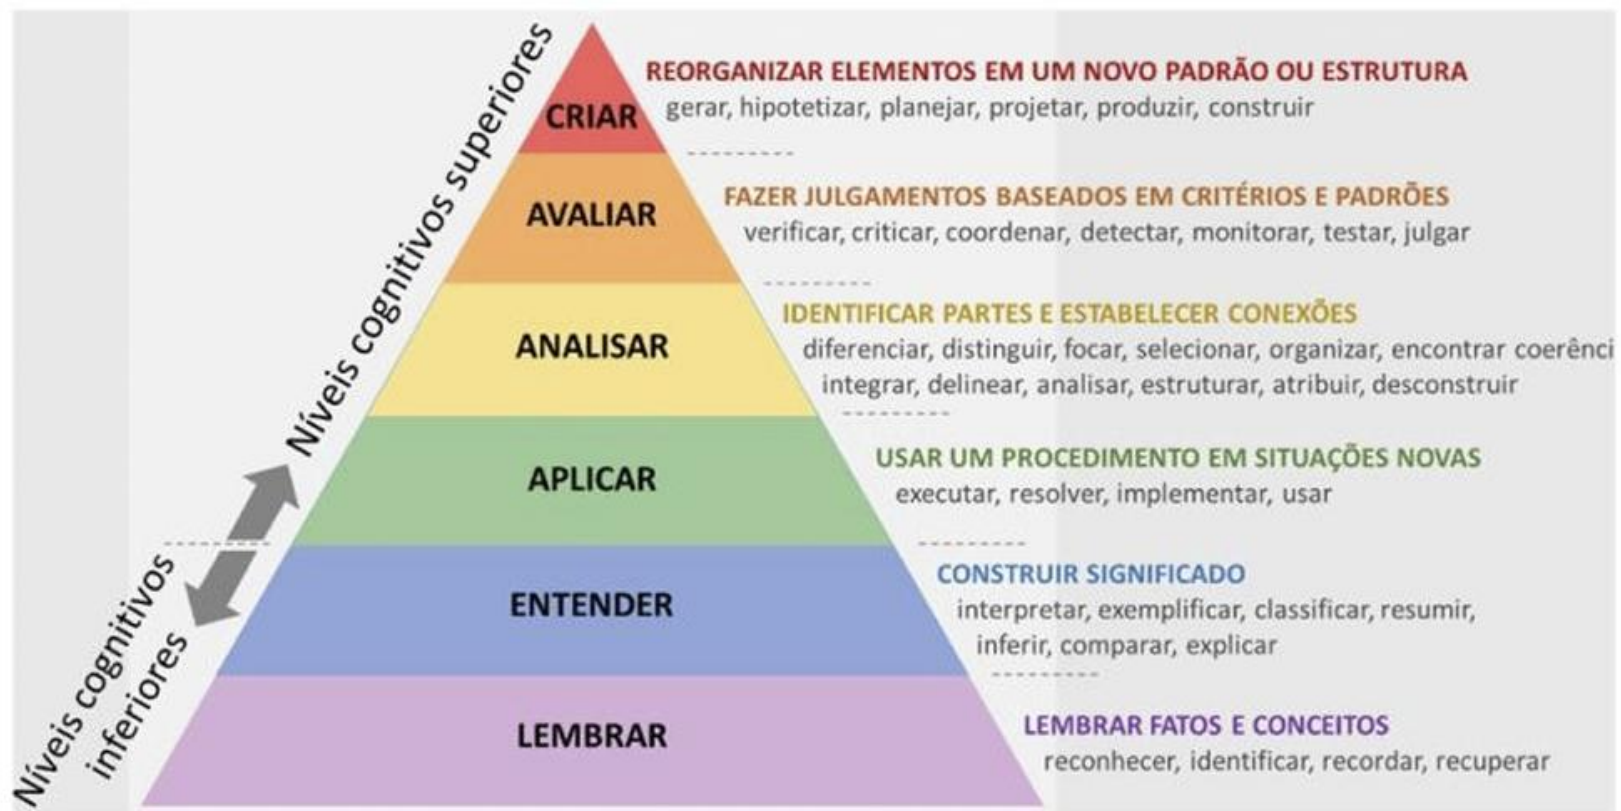 Níveis cognitivos superiores
Níveis cognitivos
inferiores
CRIAR
REORGANIZAR ELEMENTOS EM UM NOVO PADRÃO OU ESTRUTURA
gerar, hipotetizar, planejar, projetar, produzir, construir
AVALIAR
FAZER JULGAMENTOS BASEADOS EM CRITÉRIOS E PADRÕES
verificar, criticar, coordenar, detectar, monitorar, testar, julgar
ANALISAR
IDENTIFICAR PARTES E ESTABELECER CONEXÕES
diferenciar, distinguir, focar, selecionar, organizar, encontrar coerênci
integrar, delinear, analisar, estruturar, atribuir, desconstruir
APLICAR
USAR UM PROCEDIMENTO EM SITUAÇÕES NOVAS
executar, resolver, implementar, usar
ENTENDER
CONSTRUIR SIGNIFICADO
interpretar, exemplificar, classificar, resumir,
inferir, comparar, explicar
LEMBRAR
LEMBRAR FATOS E CONCEITOS
reconhecer, identificar, recordar, recuperar